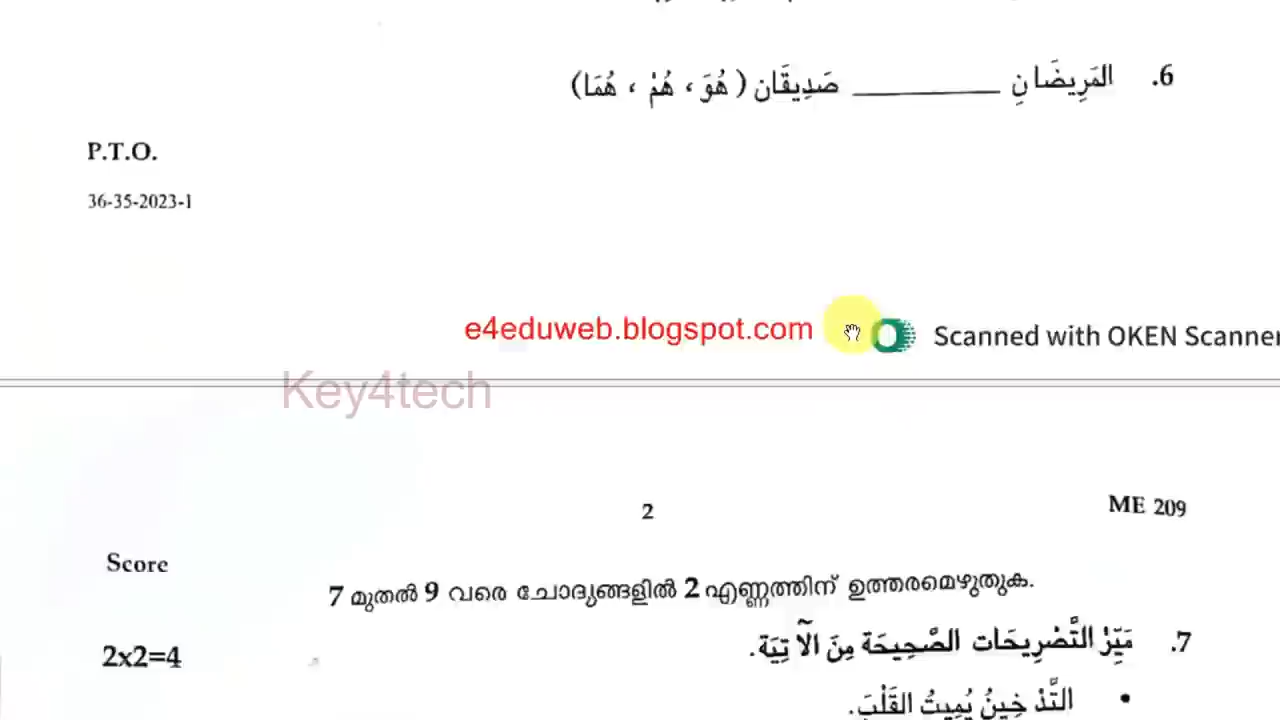 6. المَرِيضَانِ ________ صَدِيقَان ( هُوَ ، هُمْ ، هُمَا)
P.T.O.
36-35-2023-1
e4eduweb.blogspot.com
Scanned with OKEN Scanner
Key4tech
2
ME 209
Score
7 മുതൽ 9 വരെ ചോദ്യങ്ങളിൽ 2 എണ്ണത്തിന് ഉത്തരമെഴുതുക.
2x2=4
7. مَيِّزْ التَّصْرِيحَات الصَّحِيحَة مِنَ الآ تِيَة.
• التَّدْ خِينُ يُمِيتُ القَلْبَ.